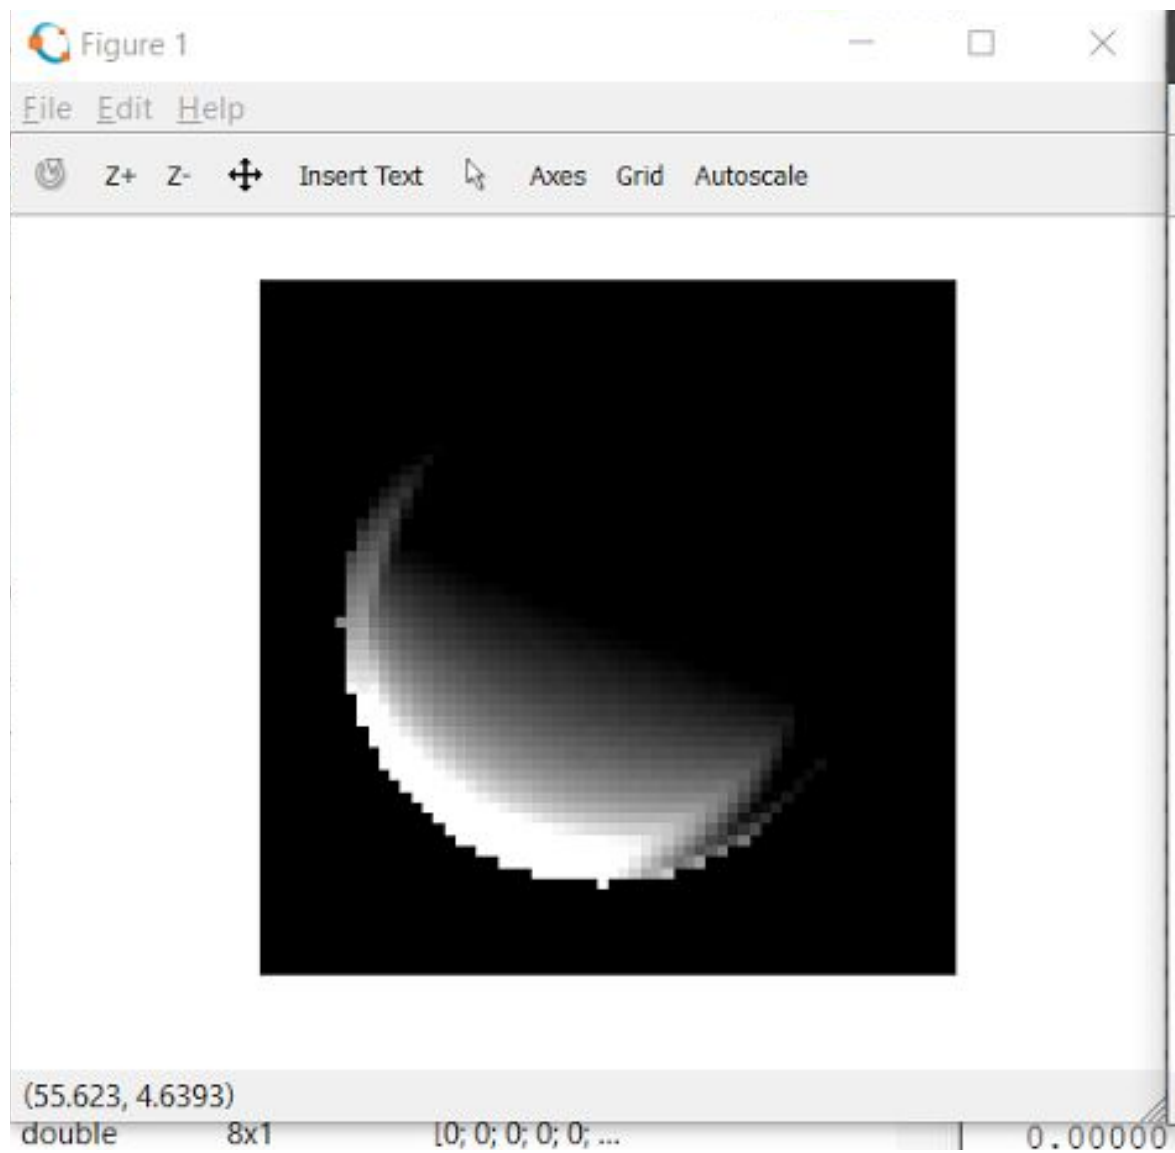 Figure 1
File Edit Help
Z+ Z- Insert Text Axes Grid Autoscale
(55.623, 4.6393)
double 8x1 [0; 0; 0; 0; 0; ... 0.00000